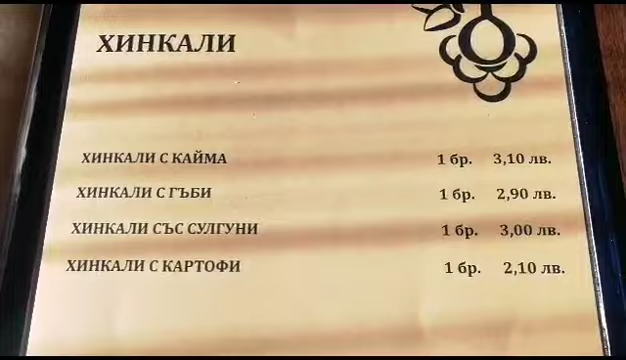 ХИНКАЛИ
ХИНКАЛИ С КАЙМА 1 бр. 3,10 лв.
ХИНКАЛИ С ГЪБИ 1 бр. 2,90 лв.
ХИНКАЛИ СЪС СУЛГУНИ 1 бр. 3,00 лв.
ХИНКАЛИ С КАРТОФИ 1 бр. 2,10 лв.